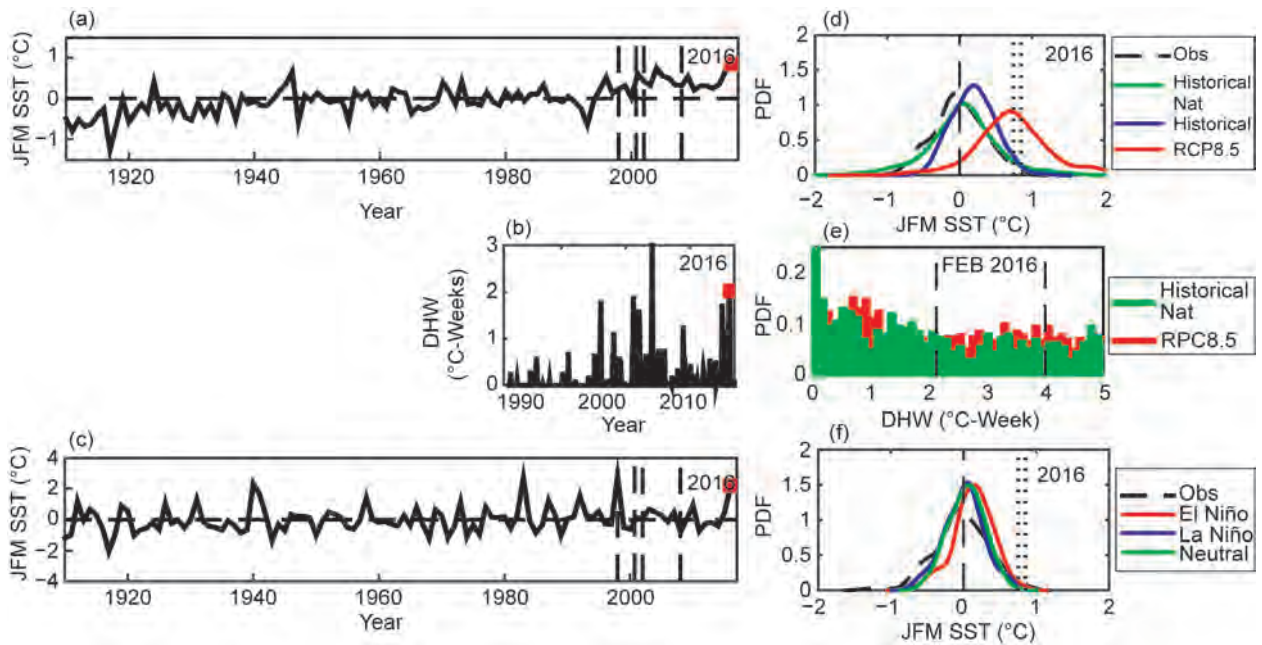 (a)
JFM SST (°C)
1
0
−1
2016
1920
1940
1960
1980
2000
Year
(b)
DHW
(°C-Weeks)
3
2
1
0
2016
1990
2000
2010
Year
(c)
JFM SST (°C)
4
2
0
−2
−4
2016
1920
1940
1960
1980
2000
Year
(d)
PDF
2
1.5
1
0.5
0
2016
−2
−1
0
1
2
JFM SST (°C)
Obs
Historical
Nat
Historical
RCP8.5
(e)
PDF
0.2
0.1
0
FEB 2016
0
1
2
3
4
5
DHW (°C-Week)
Historical
Nat
RPC8.5
(f)
PDF
2
1.5
1
0.5
0
2016
−2
−1
0
1
2
JFM SST (°C)
Obs
El Niño
La Niño
Neutral